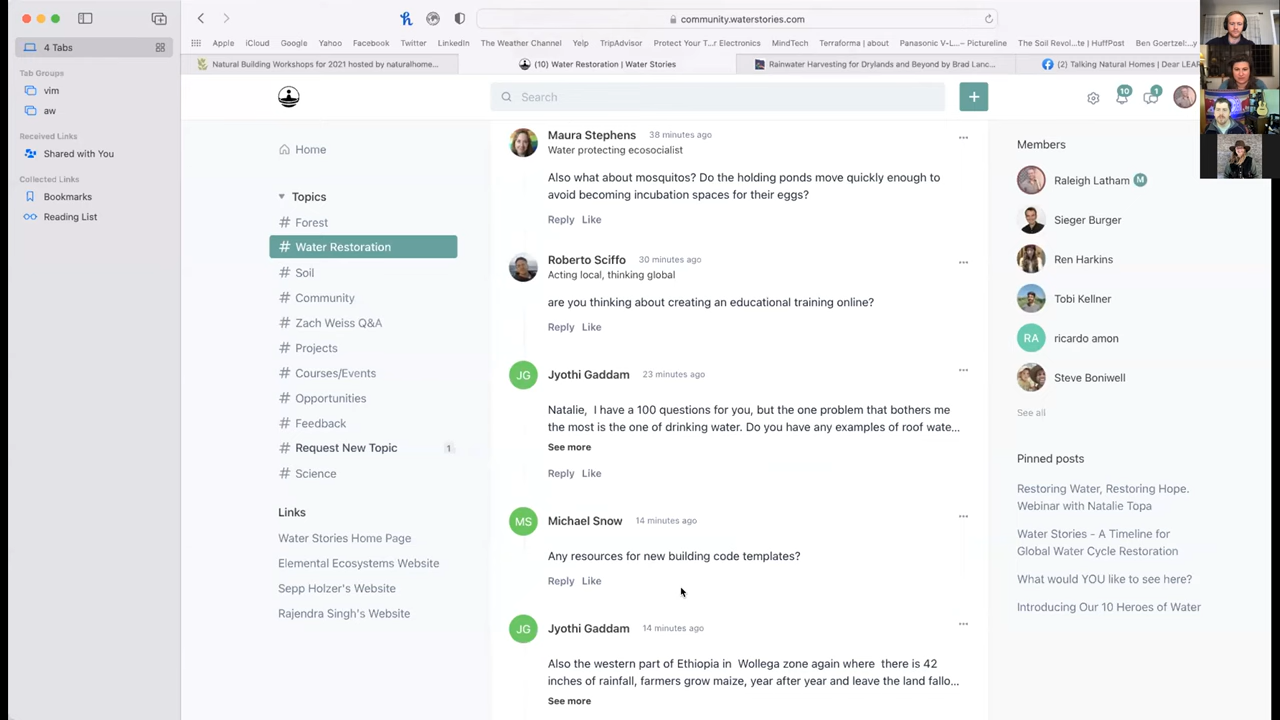 4 Tabs
Tab Groups
vim
aw
Received Links
Shared with You
Collected Links
Bookmarks
Reading List
community.waterstories.com
Apple iCloud Google Yahoo Facebook Twitter LinkedIn The Weather Channel Yelp TripAdvisor Protect Your T...r Electronics MindTech Terraforma | about Panasonic V-L...– Pictureline The Soil Revol...te | HuffPost Ben Goertzel:...
Natural Building Workshops for 2021 hosted by naturalhome...
(10) Water Restoration | Water Stories
Rainwater Harvesting for Drylands and Beyond by Brad Lanc...
(2) Talking Natural Homes | Dear LEAR
Search
10
1
Home
Topics
# Forest
# Water Restoration
# Soil
# Community
# Zach Weiss Q&A
# Projects
# Courses/Events
# Opportunities
# Feedback
# Request New Topic 1
# Science
Links
Water Stories Home Page
Elemental Ecosystems Website
Sepp Holzer's Website
Rajendra Singh's Website
Maura Stephens 38 minutes ago
Water protecting ecosocialist
Also what about mosquitos? Do the holding ponds move quickly enough to
avoid becoming incubation spaces for their eggs?
Reply Like
Roberto Sciffo 30 minutes ago
Acting local, thinking global
are you thinking about creating an educational training online?
Reply Like
JG
Jyothi Gaddam 23 minutes ago
Natalie, I have a 100 questions for you, but the one problem that bothers me
the most is the one of drinking water. Do you have any examples of roof wate...
See more
Reply Like
MS
Michael Snow 14 minutes ago
Any resources for new building code templates?
Reply Like
JG
Jyothi Gaddam 14 minutes ago
Also the western part of Ethiopia in Wollega zone again where there is 42
inches of rainfall, farmers grow maize, year after year and leave the land fallo...
See more
Members
Raleigh Latham M
Sieger Burger
Ren Harkins
Tobi Kellner
RA
ricardo amon
Steve Boniwell
See all
Pinned posts
Restoring Water, Restoring Hope.
Webinar with Natalie Topa
Water Stories - A Timeline for
Global Water Cycle Restoration
What would YOU like to see here?
Introducing Our 10 Heroes of Water